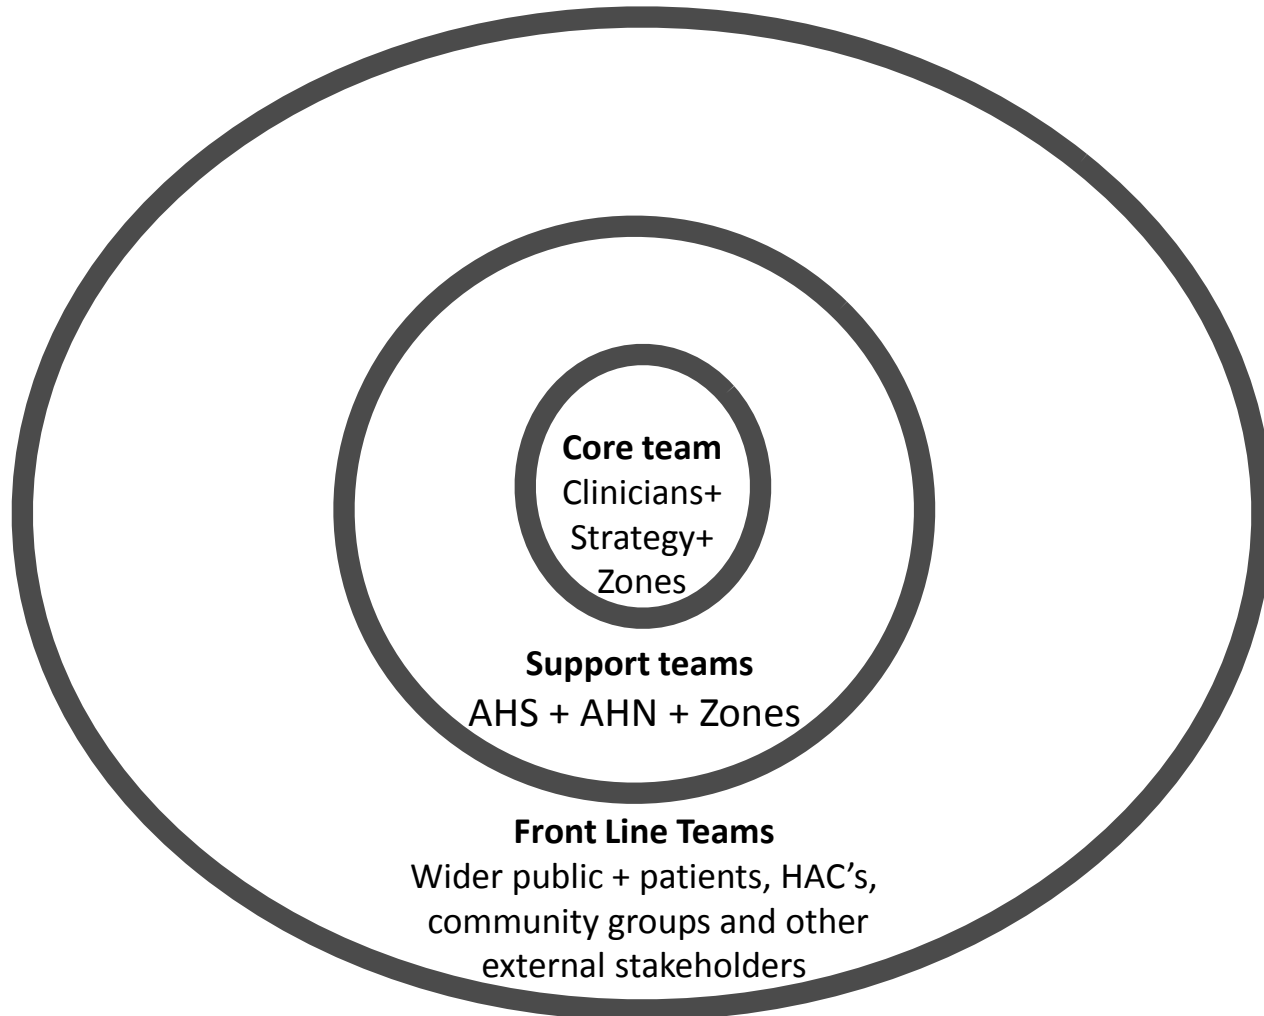 Core team
Clinicians+
Strategy+
Zones
Support teams
AHS + AHN + Zones
Front Line Teams
Wider public + patients, HAC’s,
community groups and other
external stakeholders